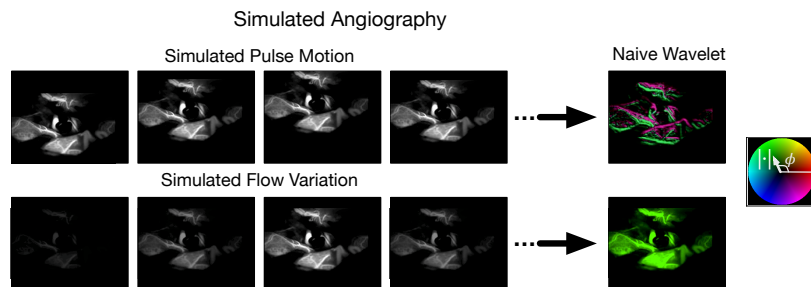 Simulated Angiography
Simulated Pulse Motion
Naive Wavelet
...
|·| ϕ
Simulated Flow Variation
...